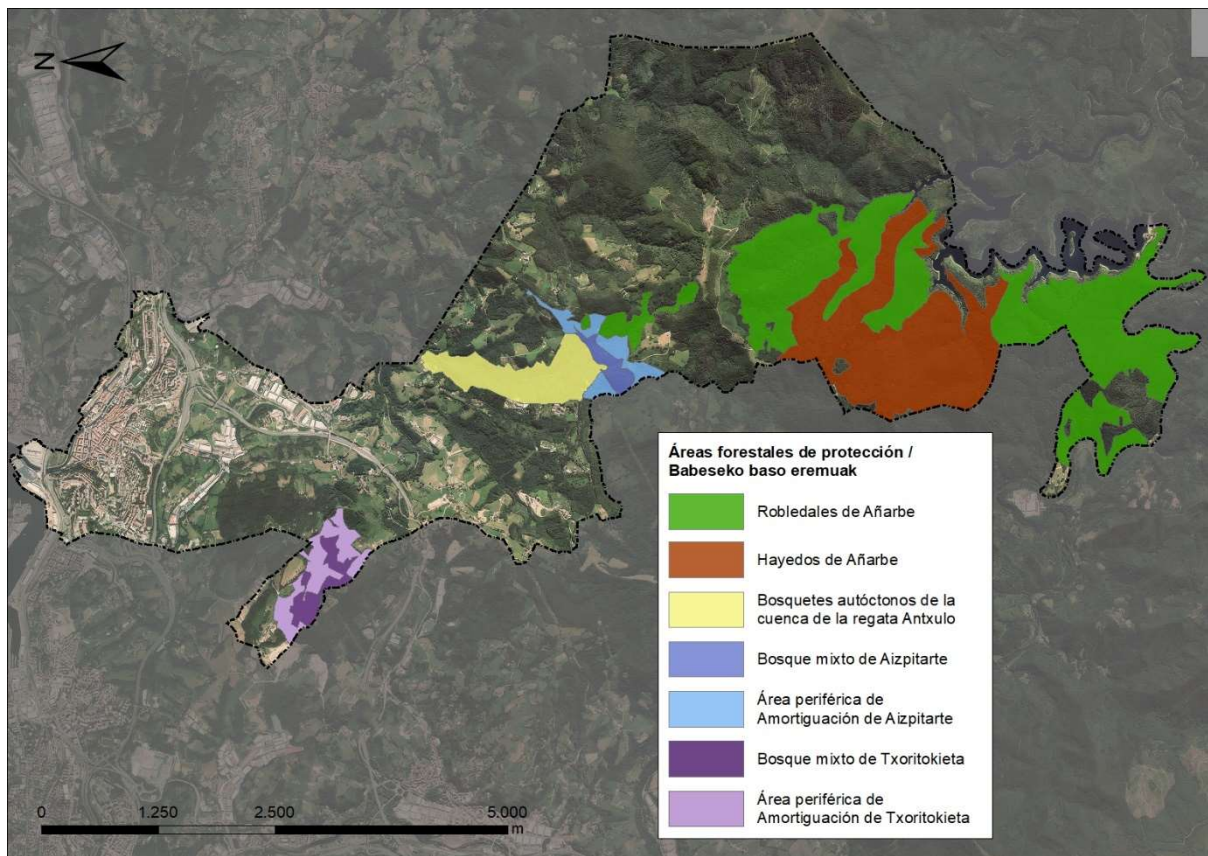 N
Áreas forestales de protección /
Babeseko baso eremuak
Robledales de Añarbe
Hayedos de Añarbe
Bosquetes autóctonos de la
cuenca de la regata Antxulo
Bosque mixto de Aizpitarte
Área periférica de
Amortiguación de Aizpitarte
Bosque mixto de Txoritokieta
Área periférica de
Amortiguación de Txoritokieta
0 1.250 2.500 5.000
m